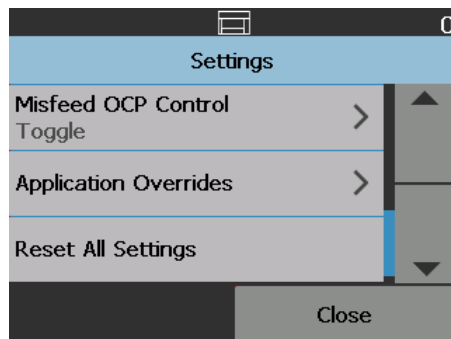 Settings
Misfeed OCP Control
Toggle
Application Overrides
Reset All Settings
Close